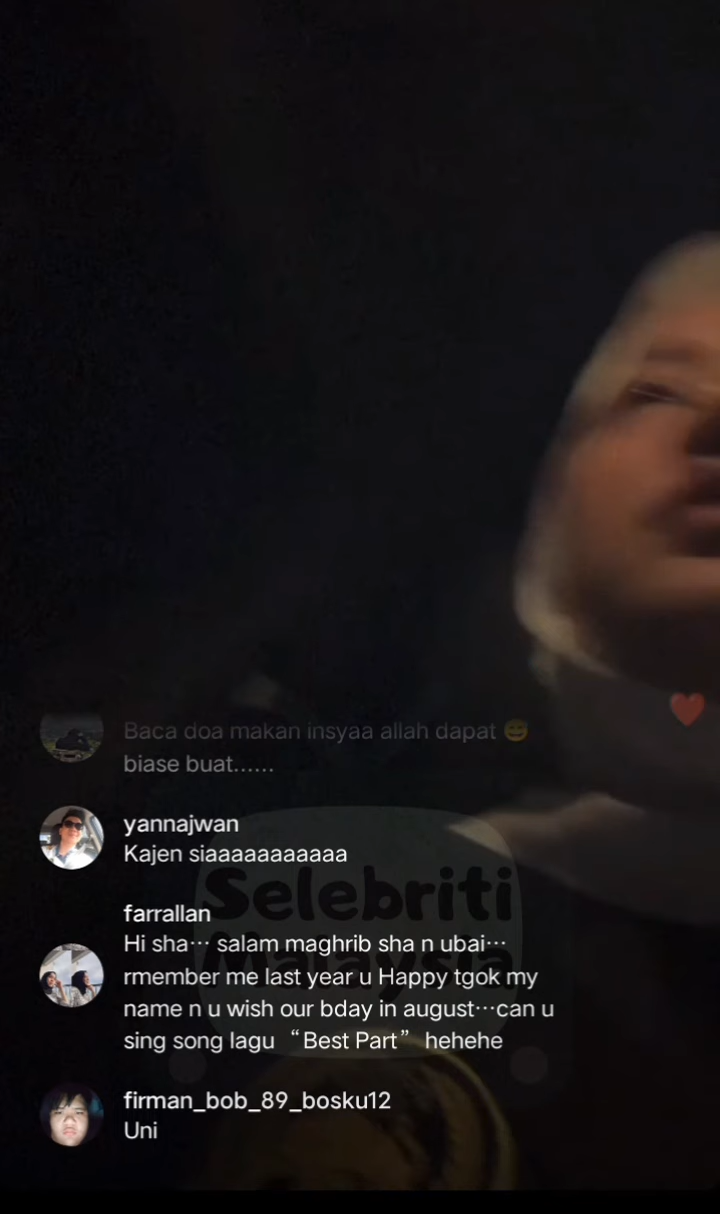 Baca doa makan insyaa allah dapat 😅
biase buat......
yannajwan
Kajen siaaaaaaaaaaa
Selebriti
Malaysia
farrallan
Hi sha··· salam maghrib sha n ubai···
rmember me last year u Happy tgok my
name n u wish our bday in august···can u
sing song lagu “Best Part” hehehe
firman_bob_89_bosku12
Uni